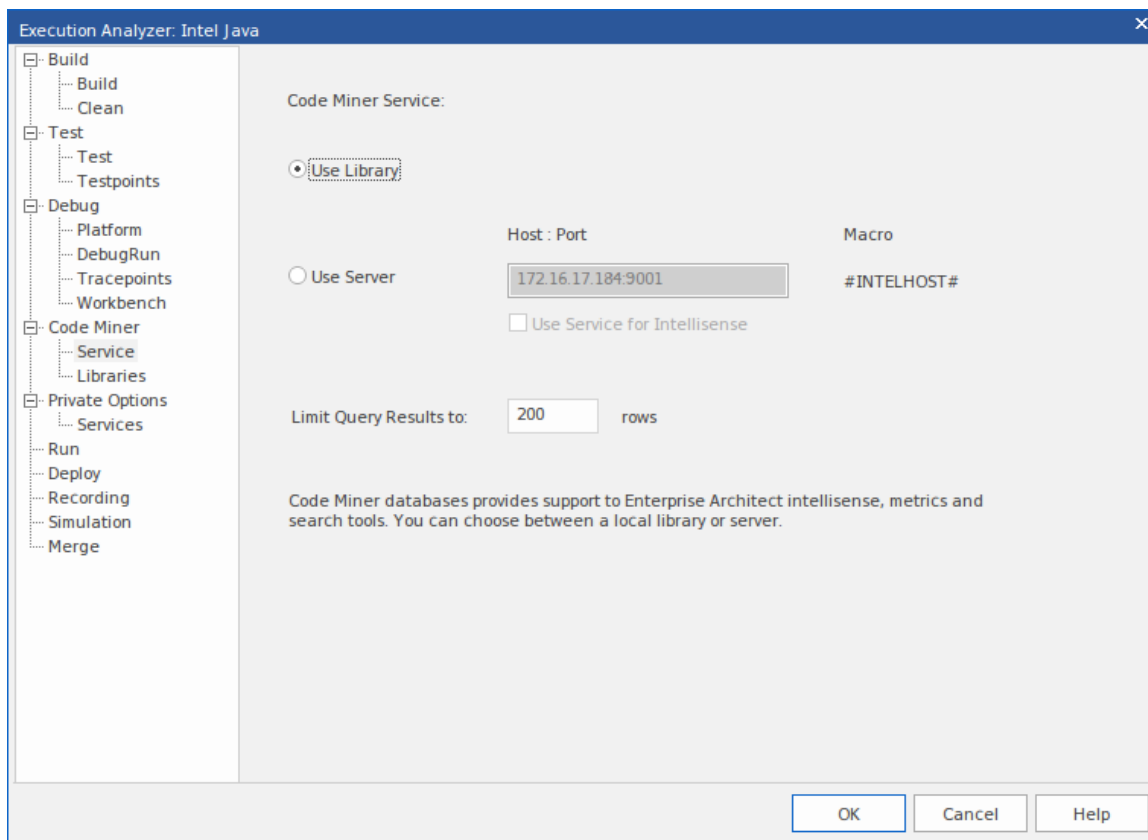 Execution Analyzer: Intel Java
Build
Build
Clean
Test
Test
Testpoints
Debug
Platform
DebugRun
Tracepoints
Workbench
Code Miner
Service
Libraries
Private Options
Services
Run
Deploy
Recording
Simulation
Merge
Code Miner Service:
Use Library
Host : Port
Macro
Use Server
172.16.17.184:9001
#INTELHOST#
Use Service for Intellisense
Limit Query Results to:
200
rows
Code Miner databases provides support to Enterprise Architect intellisense, metrics and
search tools. You can choose between a local library or server.
OK
Cancel
Help